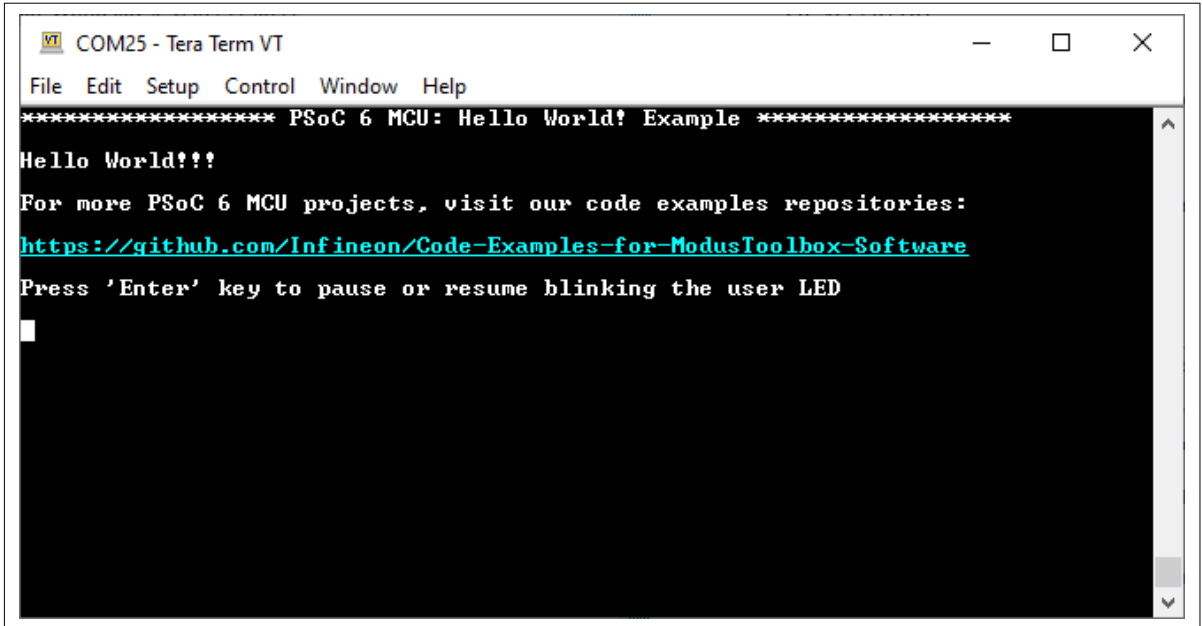 COM25 - Tera Term VT
File Edit Setup Control Window Help
****************** PSoC 6 MCU: Hello World! Example ******************
Hello World!!!
For more PSoC 6 MCU projects, visit our code examples repositories:
https://github.com/Infineon/Code-Examples-for-ModusToolbox-Software
Press 'Enter' key to pause or resume blinking the user LED